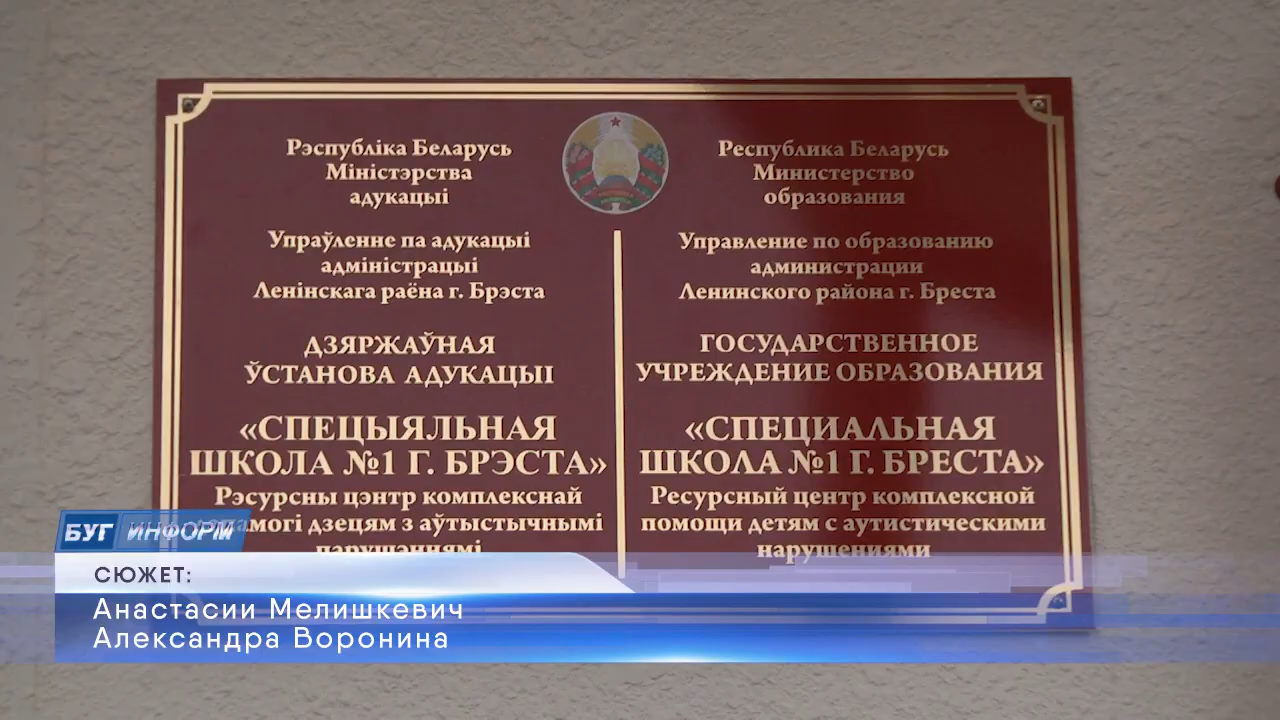 Рэспубліка Беларусь
Міністэрства
адукацыі
Упраўленне па адукацыі
адміністрацыі
Ленінскага раёна г. Брэста
ДЗЯРЖАЎНАЯ
ЎСТАНОВА АДУКАЦЫІ
«СПЕЦЫЯЛЬНАЯ
ШКОЛА №1 Г. БРЭСТА»
Рэсурсны цэнтр комплекснай
дзецям з аўтыстычнымі
парушэннямі
Республика Беларусь
Министерство
образования
Управление по образованию
администрации
Ленинского района г. Бреста
ГОСУДАРСТВЕННОЕ
УЧРЕЖДЕНИЕ ОБРАЗОВАНИЯ
«СПЕЦИАЛЬНАЯ
ШКОЛА №1 Г. БРЕСТА»
Ресурсный центр комплексной
помощи детям с аутистическими
нарушениями
БУГ ИНФОРМ
СЮЖЕТ:
Анастасии Мелишкевич
Александра Воронина